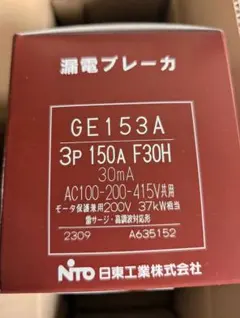 漏電ブレーカ
GE153A
3P 150A F30H
30mA
AC100-200-415V共用
モータ保護兼用200V 37kW相当
雷サージ・高調波対応形
2309 A635152
NITO 日東工業株式会社